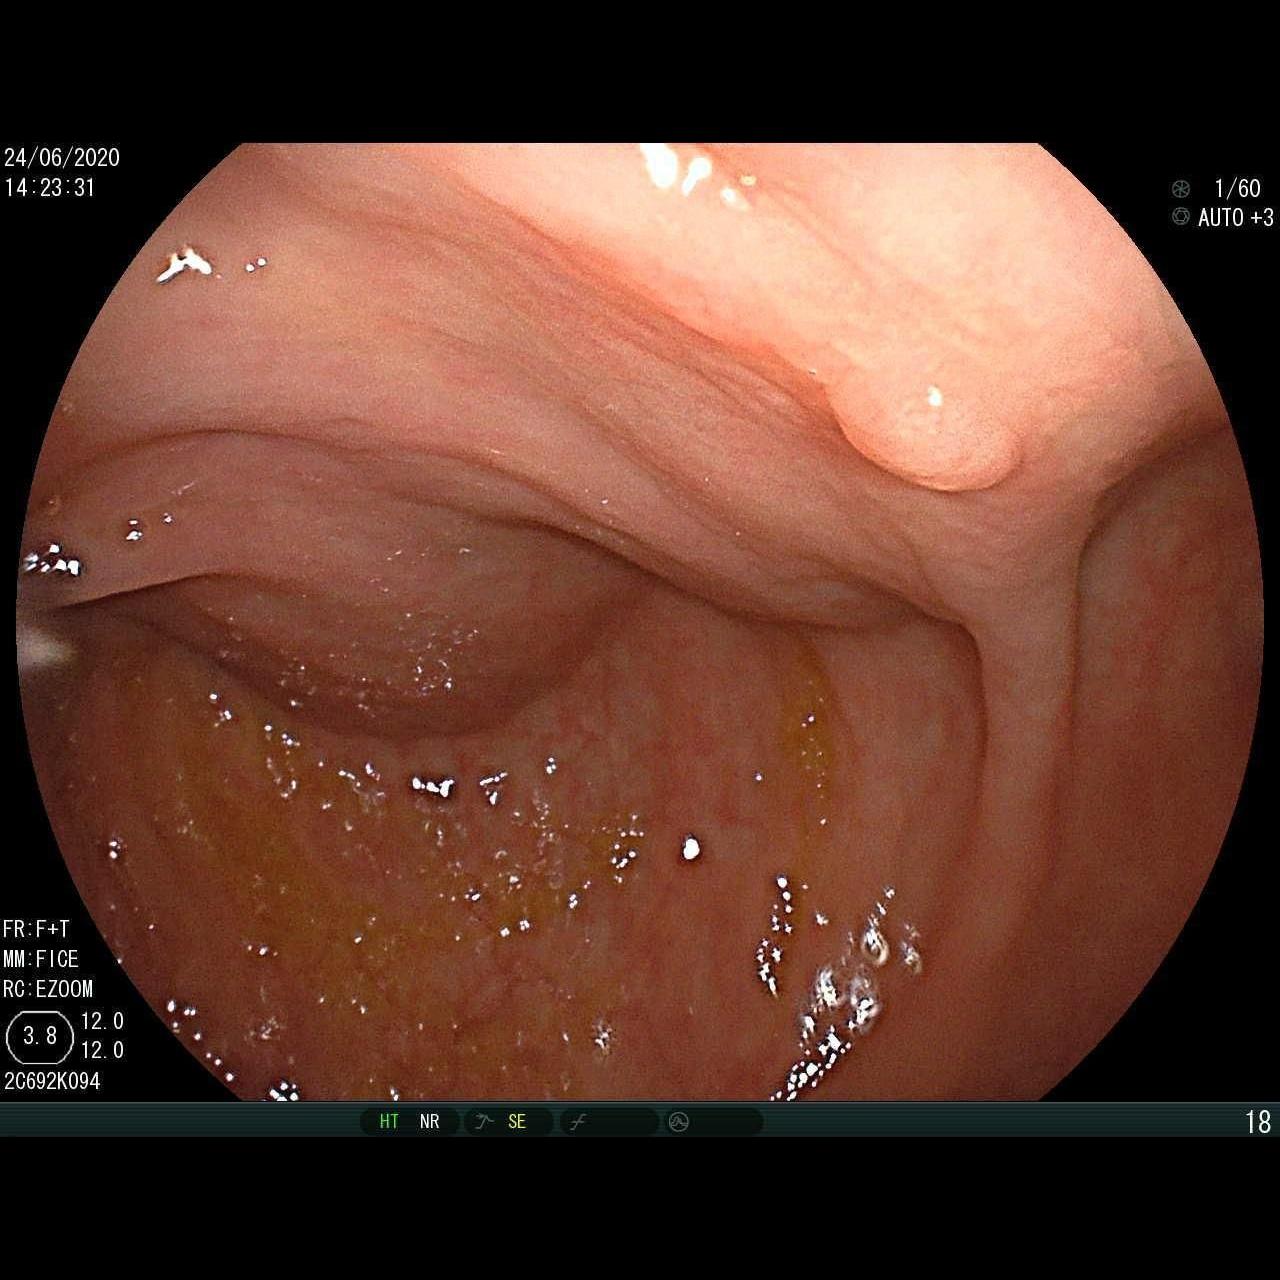 24/06/2020
14:23:31
1/60
AUTO +3
FR:F+T
MM:FICE
RC:EZOOM
3.8
12.0
12.0
2C692K094
HT NR SE
18